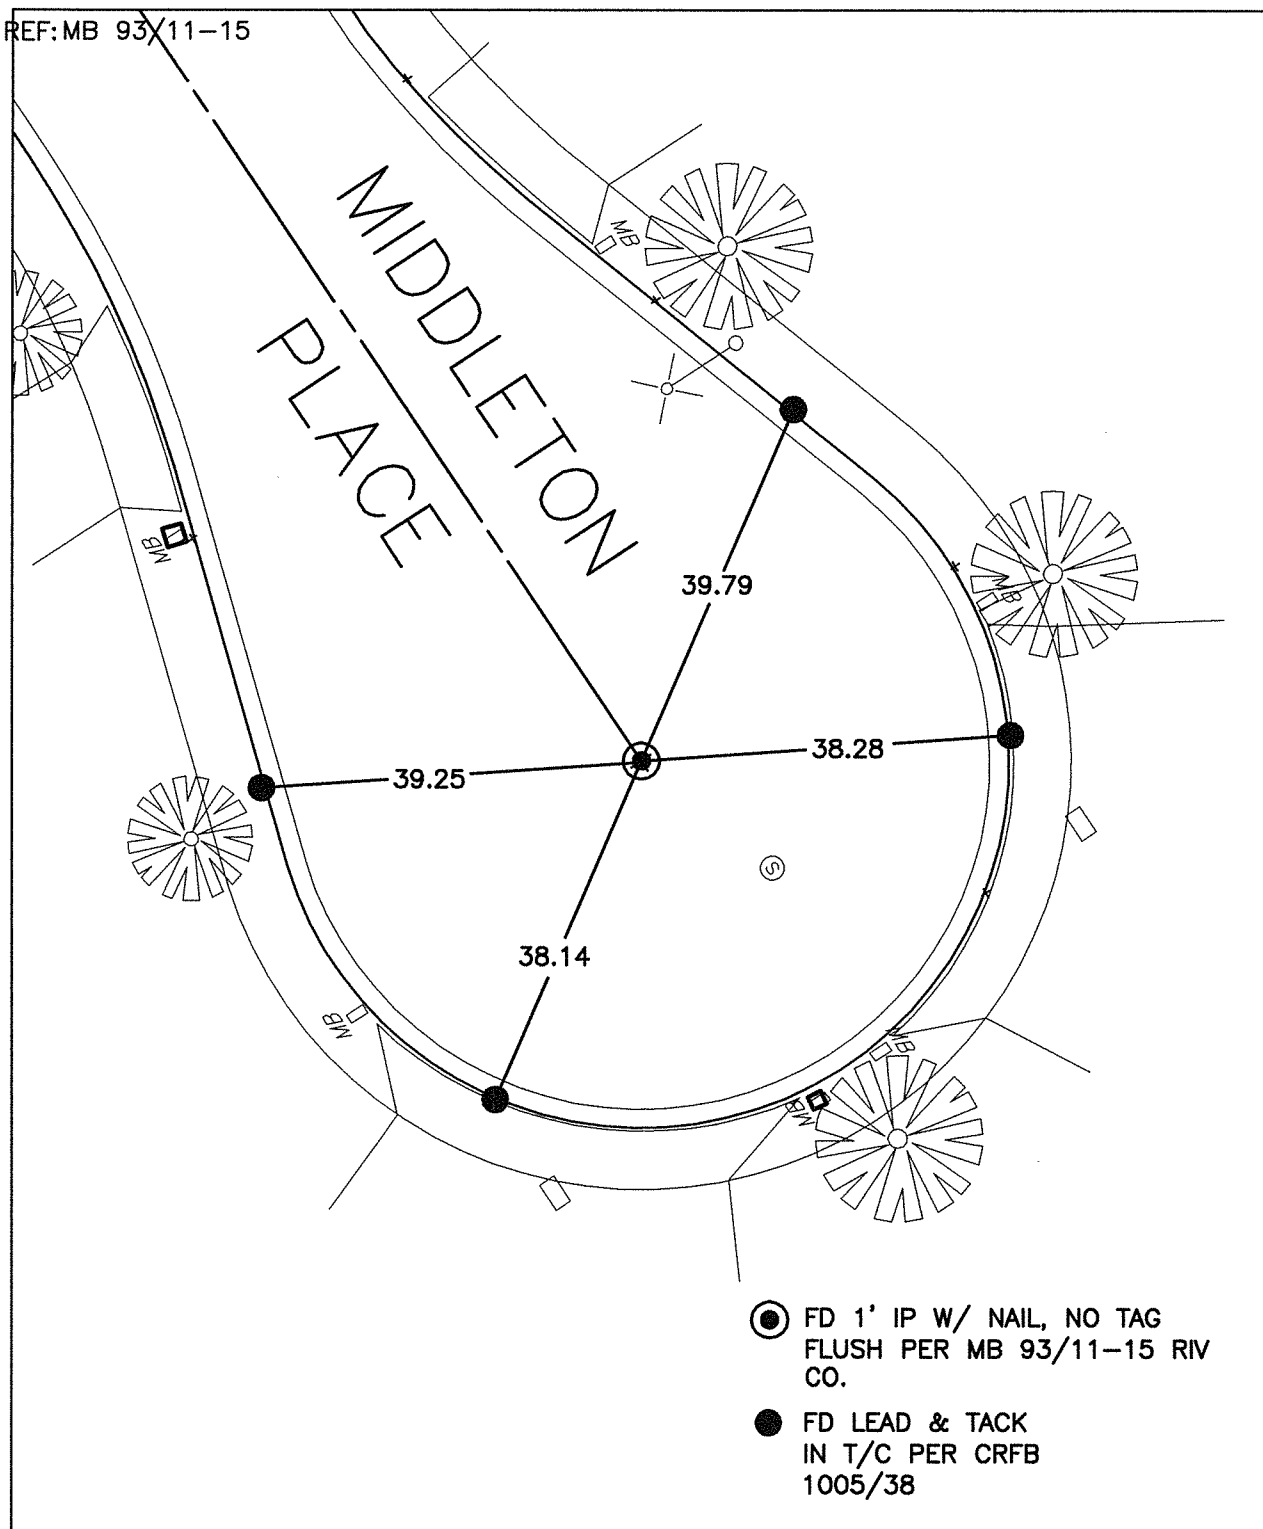 REF: MB 93/11-15
MIDDLETON
PLACE
MB
MB
MB
39.79
38.28
39.25
S
38.14
MB
MB
MB
FD 1' IP W/ NAIL, NO TAG
FLUSH PER MB 93/11-15 RIV
CO.
FD LEAD & TACK
IN T/C PER CRFB
1005/38